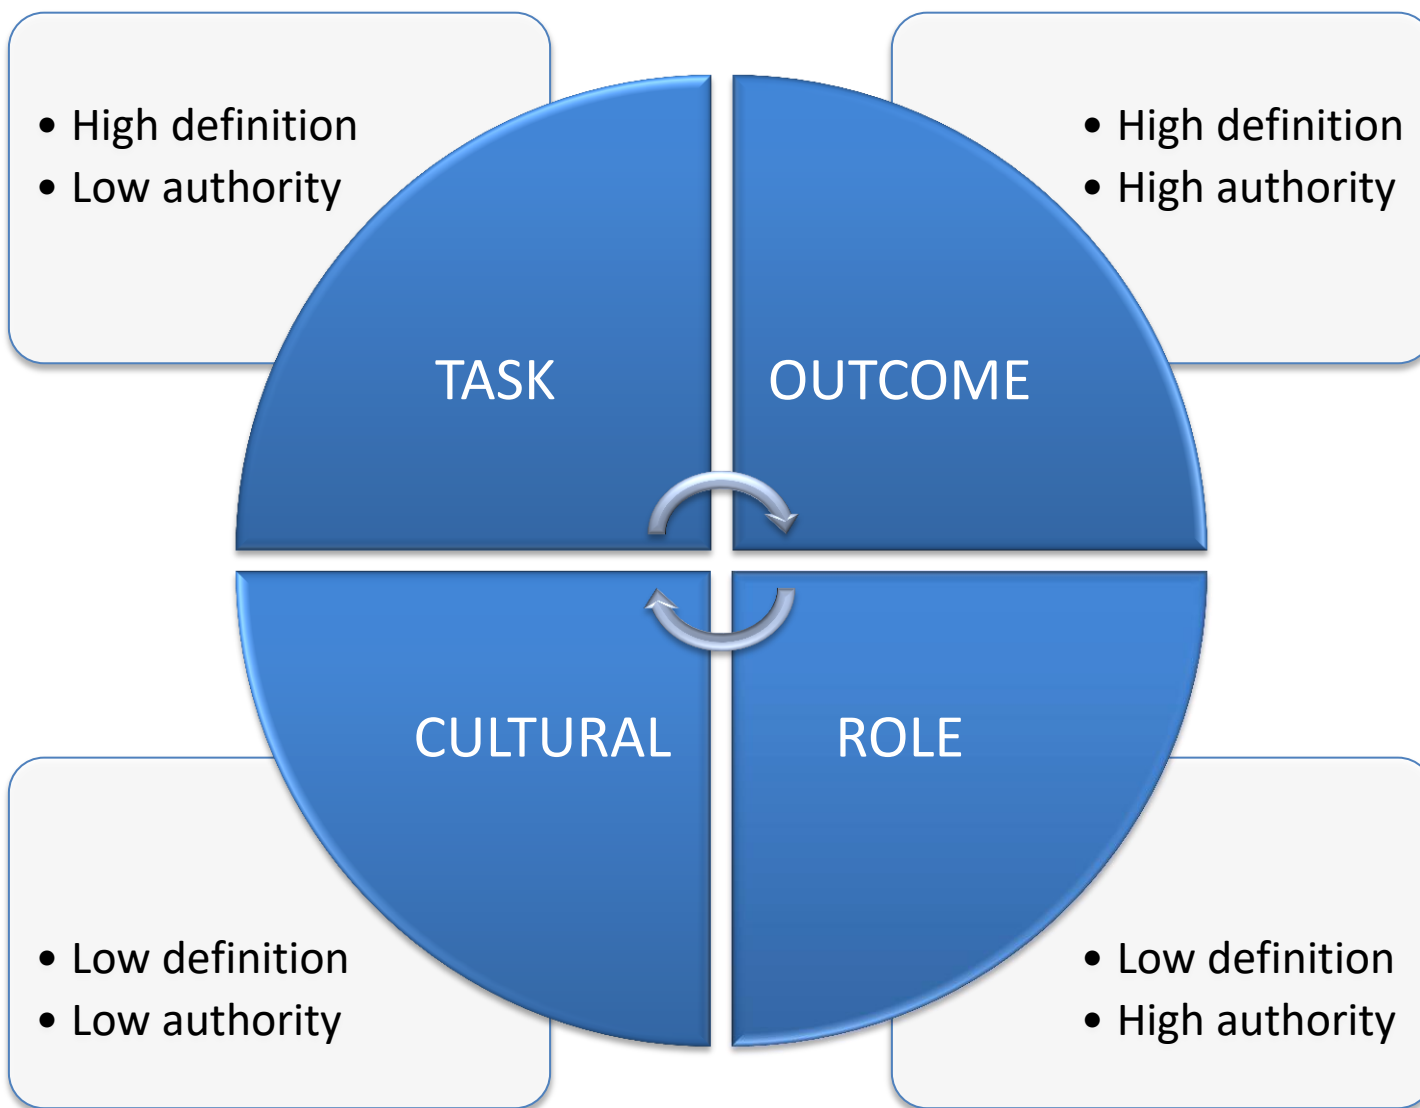 • High definition
• Low authority
• High definition
• High authority
TASK
OUTCOME
CULTURAL
ROLE
• Low definition
• Low authority
• Low definition
• High authority